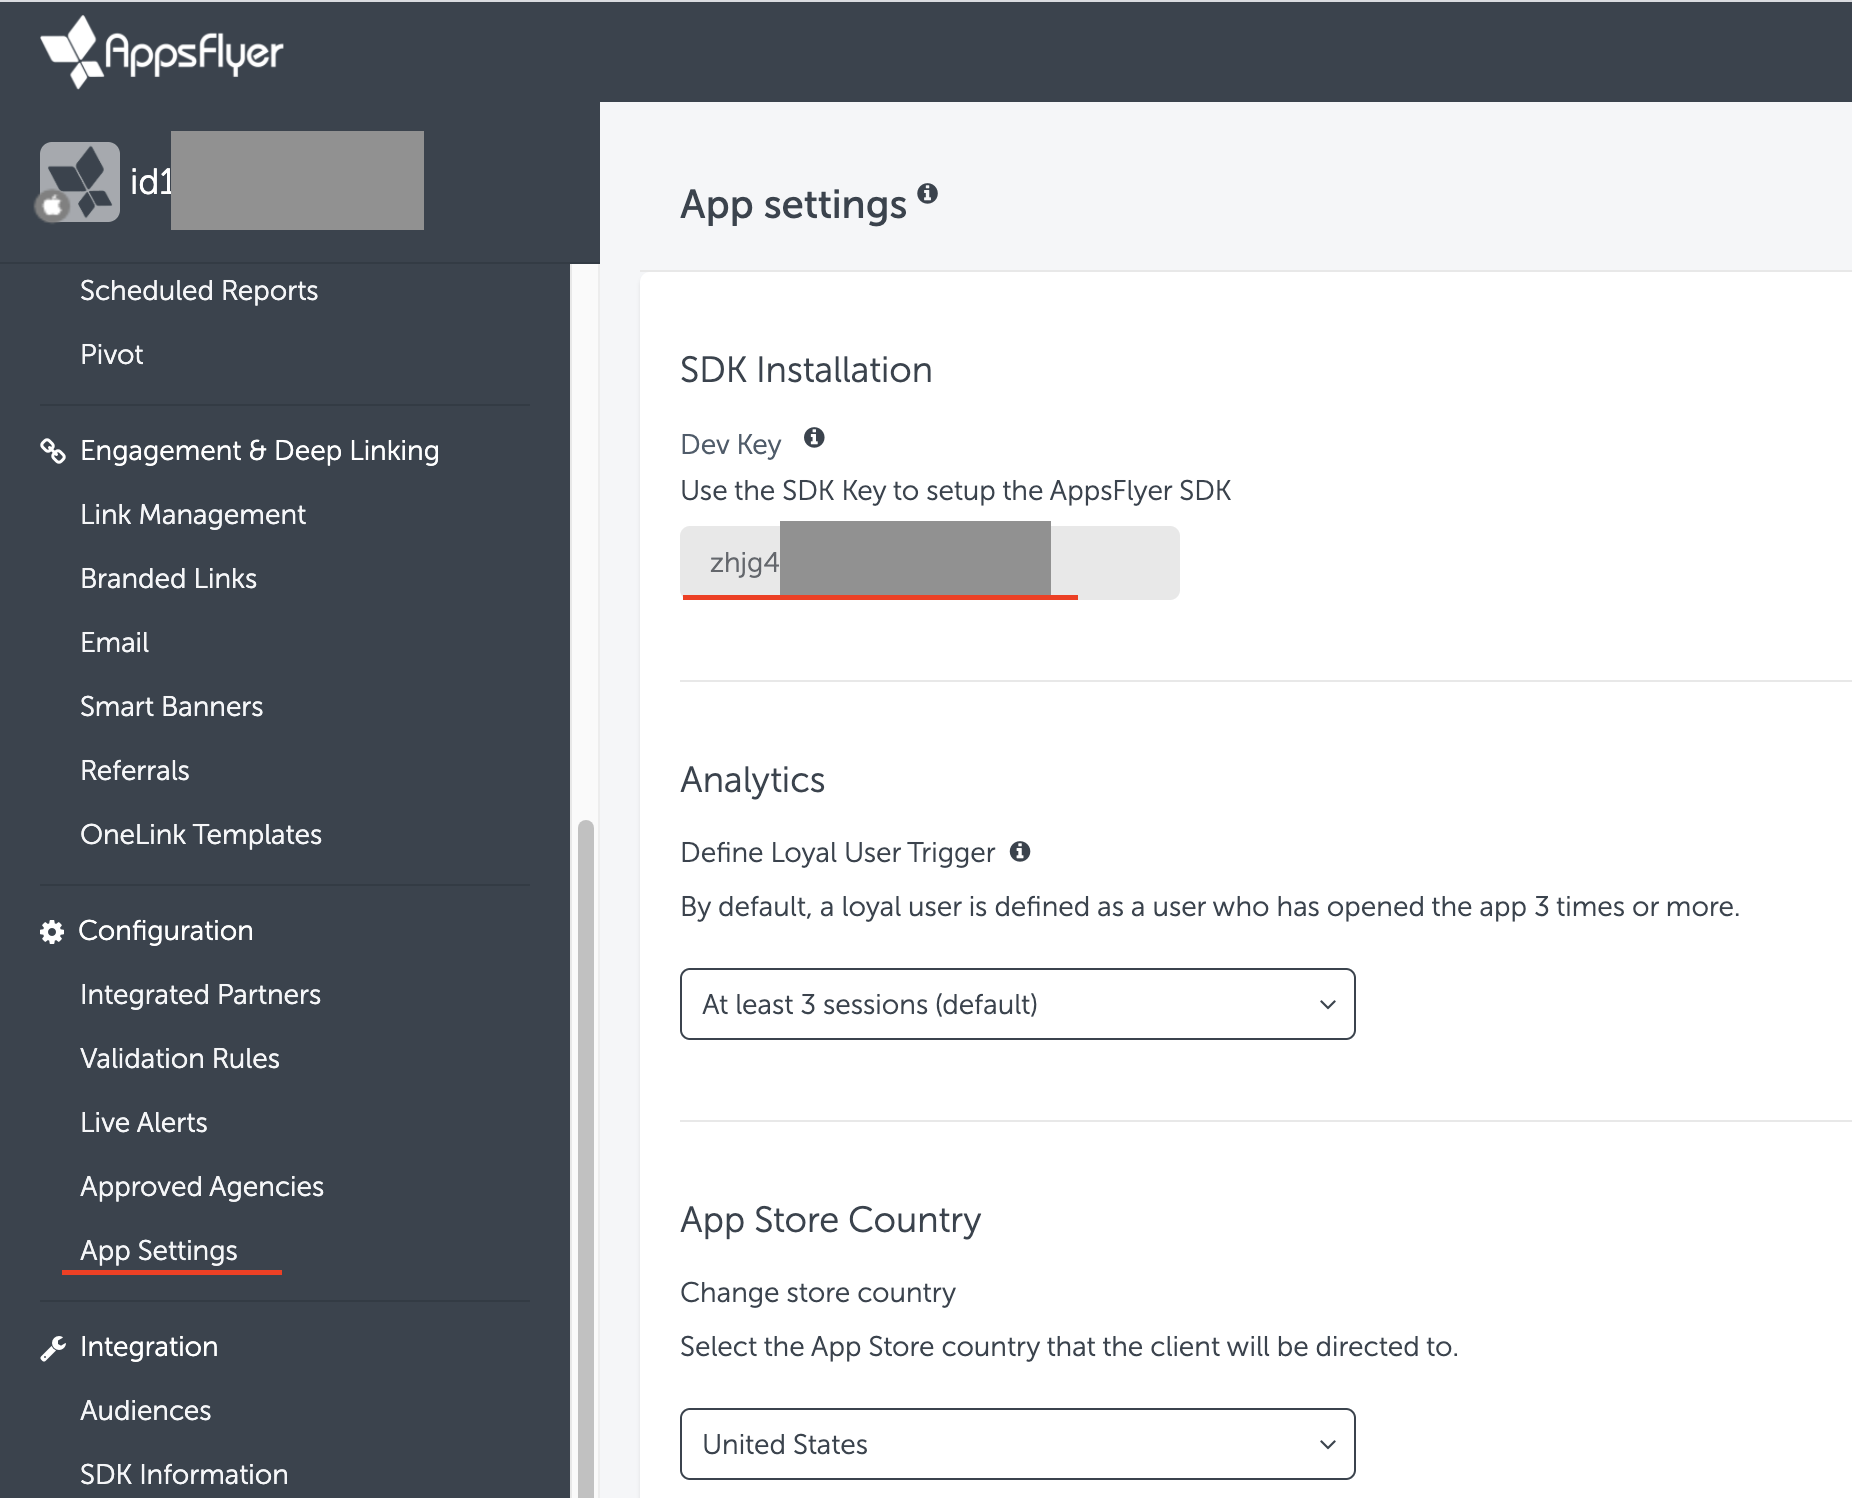 AppsFlyer
id1
Scheduled Reports
Pivot
Engagement & Deep Linking
Link Management
Branded Links
Email
Smart Banners
Referrals
OneLink Templates
Configuration
Integrated Partners
Validation Rules
Live Alerts
Approved Agencies
App Settings
Integration
Audiences
SDK Information
App settings
SDK Installation
Dev Key
Use the SDK Key to setup the AppsFlyer SDK
zhjg4
Analytics
Define Loyal User Trigger
By default, a loyal user is defined as a user who has opened the app 3 times or more.
At least 3 sessions (default)
App Store Country
Change store country
Select the App Store country that the client will be directed to.
United States